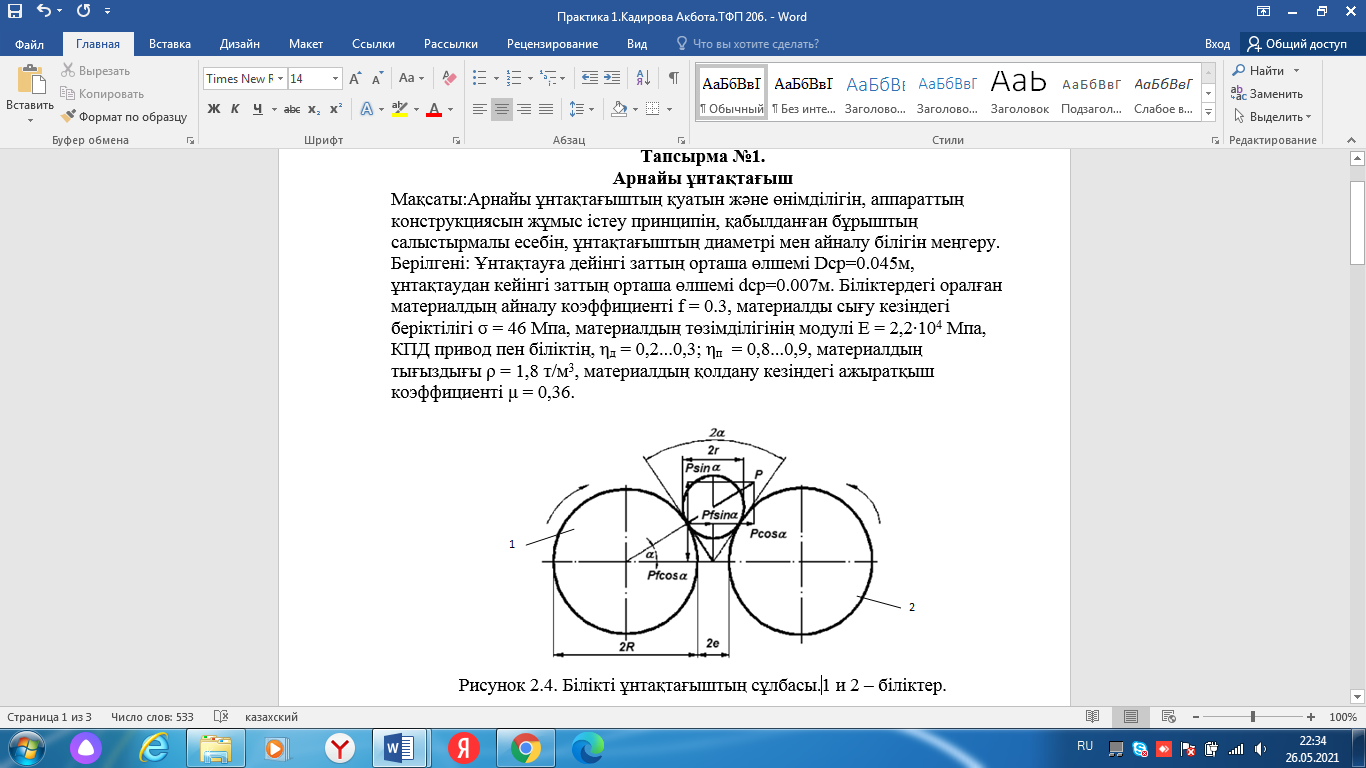 Практика 1.Кадирова Акбота.ТФП 206. - Word
Файл Главная Вставка Дизайн Макет Ссылки Рассылки Рецензирование Вид Что вы хотите сделать? Вход Общий доступ
Вставить
Вырезать
Копировать
Формат по образцу
Буфер обмена
Times New R 14
Ж К Ч abc x₂ x²
Шрифт
Абзац
АаБбВвГ АаБбВвГ АаБбВв АаБбВвГ АаЬ АаБбВвГ АаБбВвГ
¶ Обычный ¶ Без инте... Заголово... Заголово... Заголовок Подзагол... Слабое в...
Стили
Найти
Заменить
Выделить
Редактирование
Тапсырма №1.
Арнайы ұнтақтағыш
Мақсаты:Арнайы ұнтақтағыштың қуатын және өнімділігін, аппараттың
конструкциясын жұмыс істеу принципін, қабылданған бұрыштың
салыстырмалы есебін, ұнтақтағыштың диаметрі мен айналу білігін меңгеру.
Берілгені: Ұнтақтауға дейінгі заттың орташа өлшемі Dср=0.045м,
ұнтақтаудан кейінгі заттың орташа өлшемі dср=0.007м. Біліктердегі оралған
материалдың айналу коэффициенті f = 0.3, материалды сығу кезіндегі
беріктілігі σ = 46 Мпа, материалдың төзімділігінің модулі Е = 2,2·10⁴ Мпа,
КПД привод пен біліктің, ηд = 0,2...0,3; ηп = 0,8...0,9, материалдың
тығыздығы ρ = 1,8 т/м³, материалдың қолдану кезіндегі ажыратқыш
коэффициенті μ = 0,36.
2α
2r
Psin α
P
Pfsinα
Pcosα
1
α
Pfcosα
2
2R
2e
Рисунок 2.4. Білікті ұнтақтағыштың сұлбасы.1 и 2 – біліктер.
Страница 1 из 3 Число слов: 533 казахский 100%
RU
22:34
26.05.2021